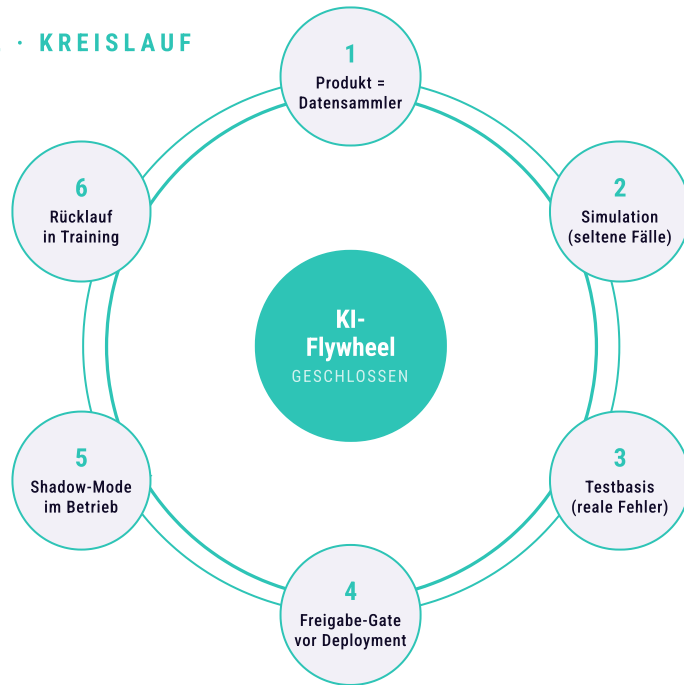 · KREISLAUF
1
Produkt =
Datensammler
2
Simulation
(seltene Fälle)
3
Testbasis
(reale Fehler)
4
Freigabe-Gate
vor Deployment
5
Shadow-Mode
im Betrieb
6
Rücklauf
in Training
KI-
Flywheel
GESCHLOSSEN